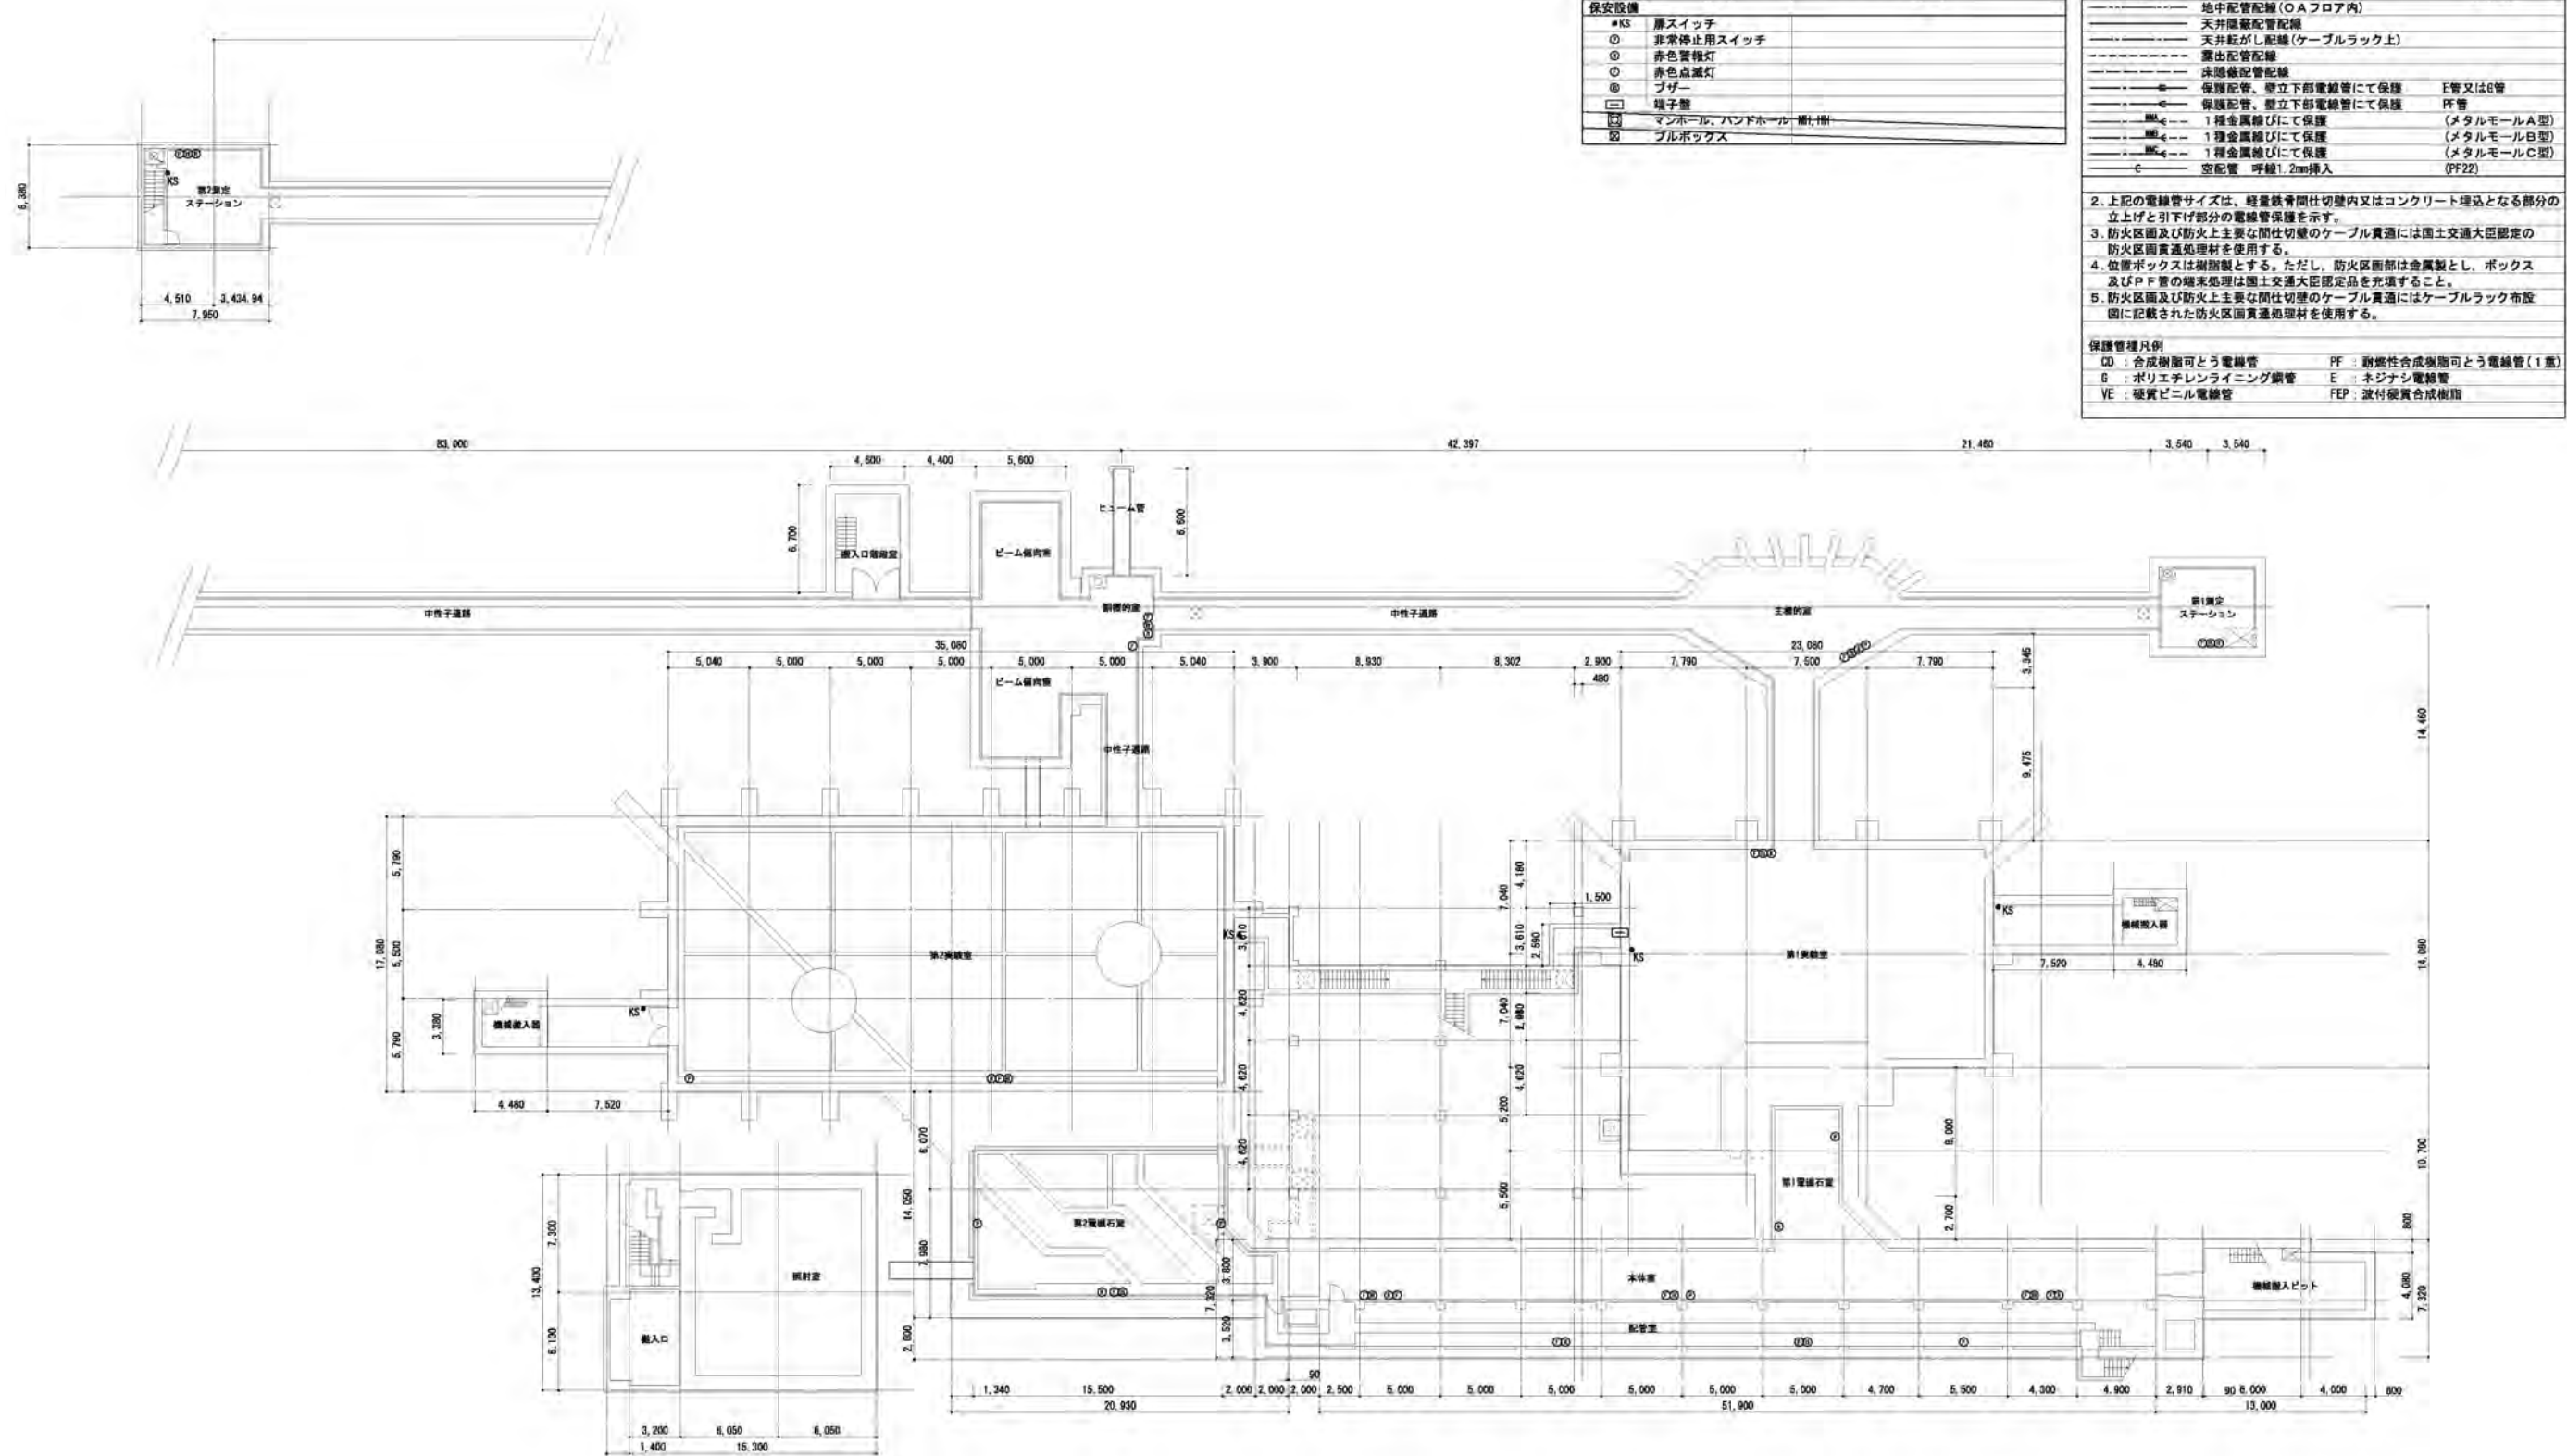 保安設備
●KS 扉スイッチ
非常停止用スイッチ
赤色警報灯
赤色点滅灯
ブザー
端子盤
マンホール、ハンドホール MH,HH
プルボックス
地中配管配線(OAフロア内)
天井隠蔽配管配線
天井転がし配線(ケーブルラック上)
露出配管配線
床隠蔽配管配線
保護配管、壁立下部電線管にて保護 E管又はG管
保護配管、壁立下部電線管にて保護 PF管
MMA 1種金属線ぴにて保護 (メタルモールA型)
MMB 1種金属線ぴにて保護 (メタルモールB型)
MMC 1種金属線ぴにて保護 (メタルモールC型)
C 空配管 呼線1.2mm挿入 (PF22)
2.上記の電線管サイズは、軽量鉄骨間仕切壁内又はコンクリート埋込となる部分の
立上げと引下げ部分の電線管保護を示す。
3.防火区画及び防火上主要な間仕切壁のケーブル貫通には国土交通大臣認定の
防火区画貫通処理材を使用する。
4.位置ボックスは樹脂製とする。ただし、防火区画部は金属製とし、ボックス
及びPF管の端末処理は国土交通大臣認定品を充填すること。
5.防火区画及び防火上主要な間仕切壁のケーブル貫通にはケーブルラック布設
図に記載された防火区画貫通処理材を使用する。
保護管種凡例
CD :合成樹脂可とう電線管 PF :耐燃性合成樹脂可とう電線管(1重)
G :ポリエチレンライニング鋼管 E :ネジナシ電線管
VE :硬質ビニル電線管 FEP:波付硬質合成樹脂
KS
第2測定
ステーション
6,380
4,510 3,434.94
7,950
83,000 42,397 21,460 3,540 3,540
4,600 4,400 5,600
6,700
6,600
ヒューム管
搬入口階段室
ビーム偏向室
中性子通路
副標的室
中性子通路
主標的室
第1測定
ステーション
35,080
23,080
5,040 5,000 5,000 5,000 5,000 5,000 5,040 3,900 8,930 8,302 2,900 7,790 7,500 7,790
480
3,345
ビーム偏向室
中性子通路
14,460
9,475
5,790
17,080
5,500
5,790
3,380
第2実験室
KS
機械搬入器
KS
4,480 7,520
3,610
4,620
4,620
4,620
7,040
4,180
3,610
2,590
1,500
7,040
2,980
4,620
5,200
5,500
KS
第1実験室
KS
機械搬入器
7,520 4,480
14,080
8,000
10,700
2,700
第1電磁石室
6,070
14,050
7,980
2,600
第2電磁石室
3,800
7,320
3,520
7,300
13,400
6,100
照射室
搬入口
本体室
配管室
機械搬入ピット
800
4,080
7,320
90
1,340 15,500 2,000 2,000 2,000 2,500 5,000 5,000 5,000 5,000 5,000 5,000 4,700 5,500 4,300 4,900 2,910 90 8,000 4,000 800
20,930 51,900 13,000
3,200 6,050 6,050
1,400 15,300